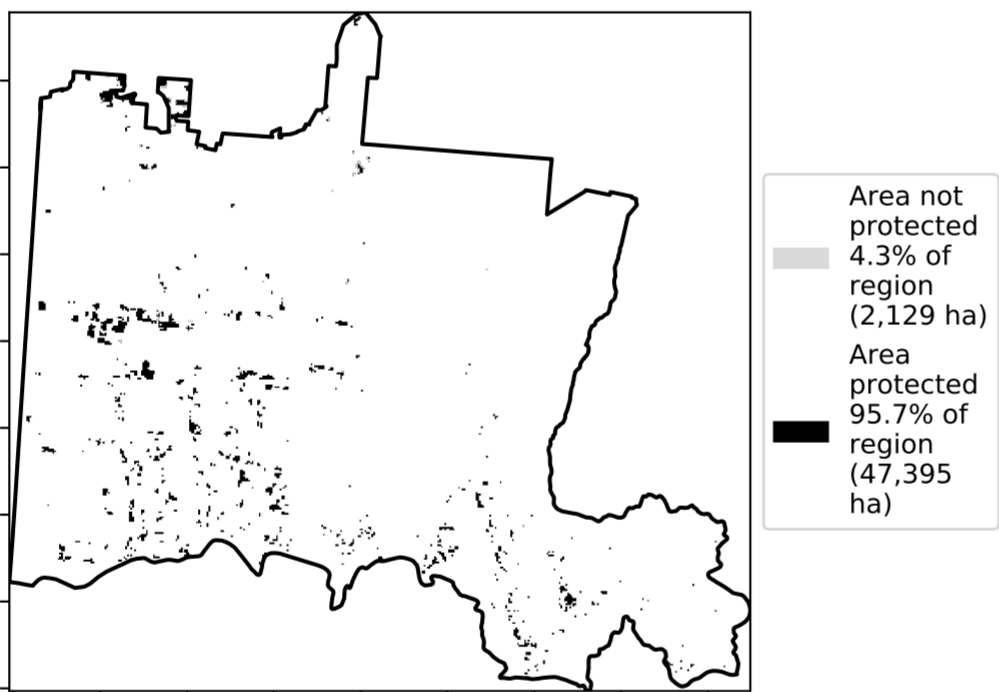 Area not
protected
4.3% of
region
(2,129 ha)
Area
protected
95.7% of
region
(47,395
ha)